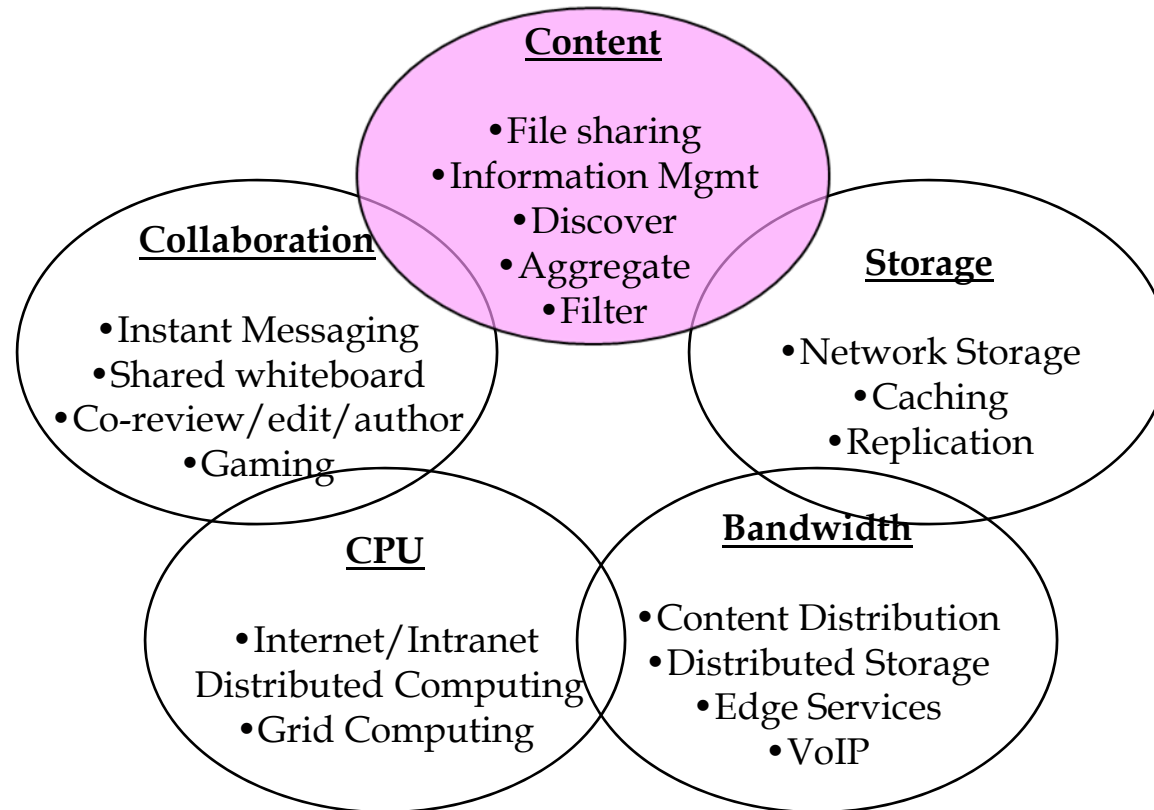 Content
•File sharing
•Information Mgmt
•Discover
•Aggregate
•Filter
Collaboration
•Instant Messaging
•Shared whiteboard
•Co-review/edit/author
•Gaming
Storage
•Network Storage
•Caching
•Replication
CPU
•Internet/Intranet
Distributed Computing
•Grid Computing
Bandwidth
•Content Distribution
•Distributed Storage
•Edge Services
•VoIP